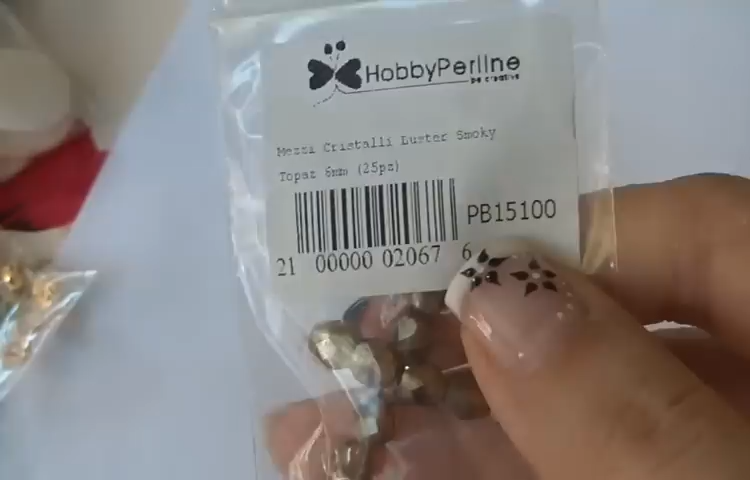 HobbyPerline
be creative
Mezzi Cristalli Luster Smoky
Topaz 6mm (25pz)
PB15100
21 00000 02067 6